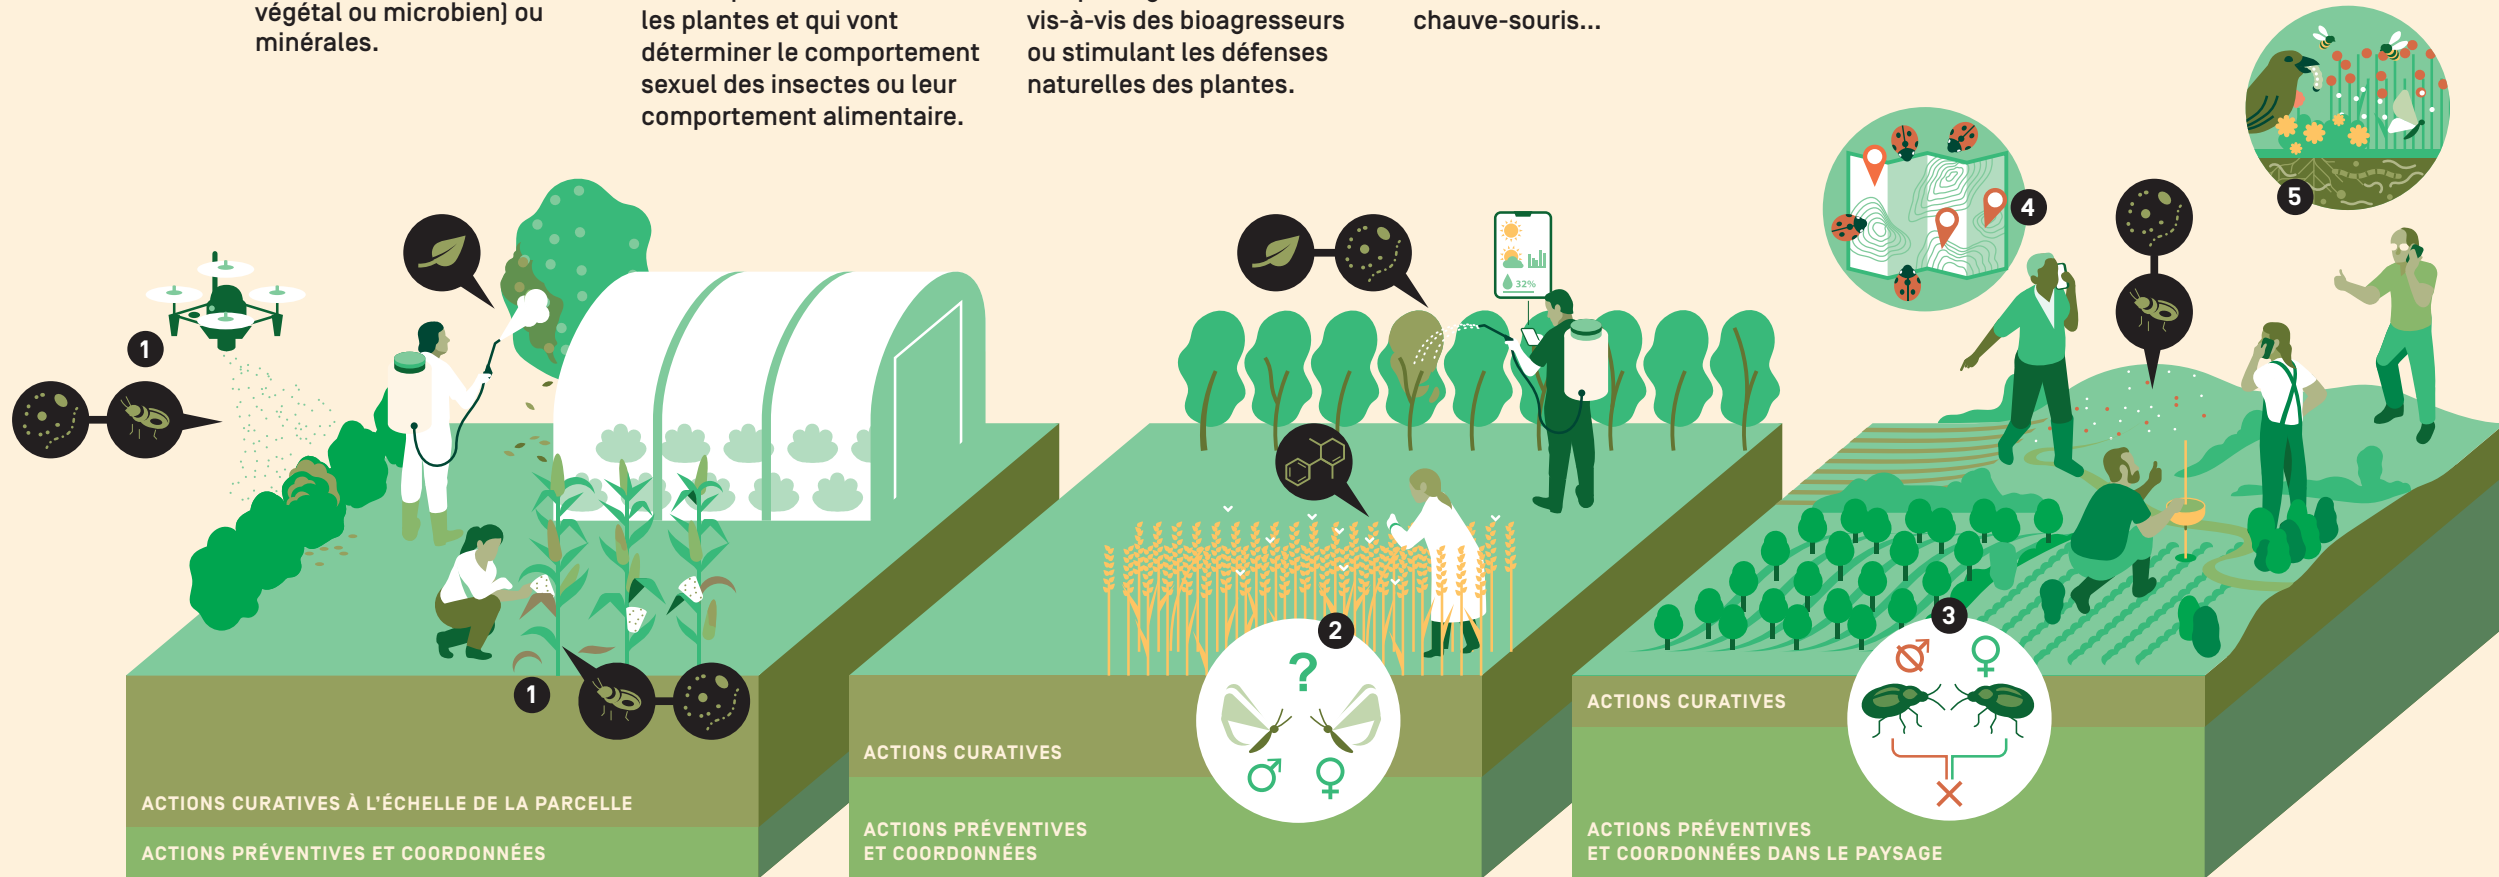 végétal ou microbien) ou
minérales.
les plantes et qui vont
déterminer le comportement
sexuel des insectes ou leur
comportement alimentaire.
vis-à-vis des bioagresseurs
ou stimulant les défenses
naturelles des plantes.
chauve-souris...
5
4
32%
1
2
3
1
ACTIONS CURATIVES À L'ÉCHELLE DE LA PARCELLE
ACTIONS PRÉVENTIVES ET COORDONNÉES
?
ACTIONS CURATIVES
ACTIONS PRÉVENTIVES
ET COORDONNÉES
ACTIONS CURATIVES
ACTIONS PRÉVENTIVES
ET COORDONNÉES DANS LE PAYSAGE